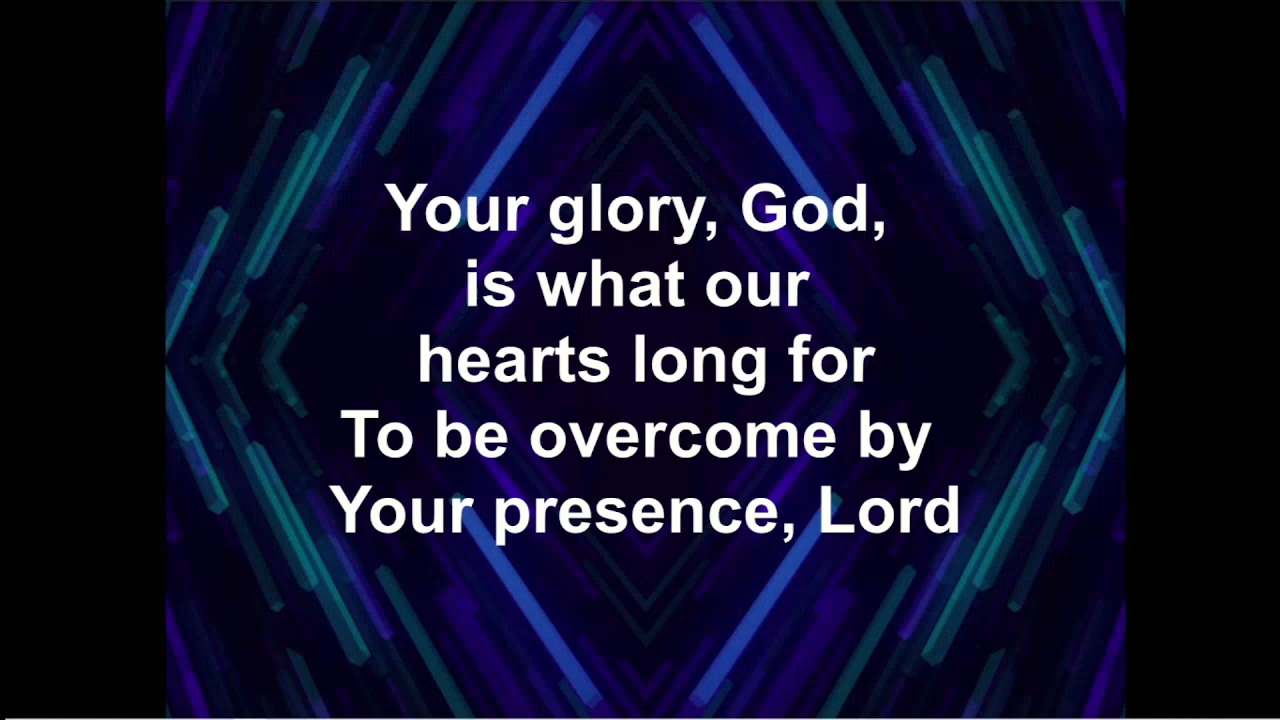 Your glory, God,
is what our
hearts long for
To be overcome by
Your presence, Lord